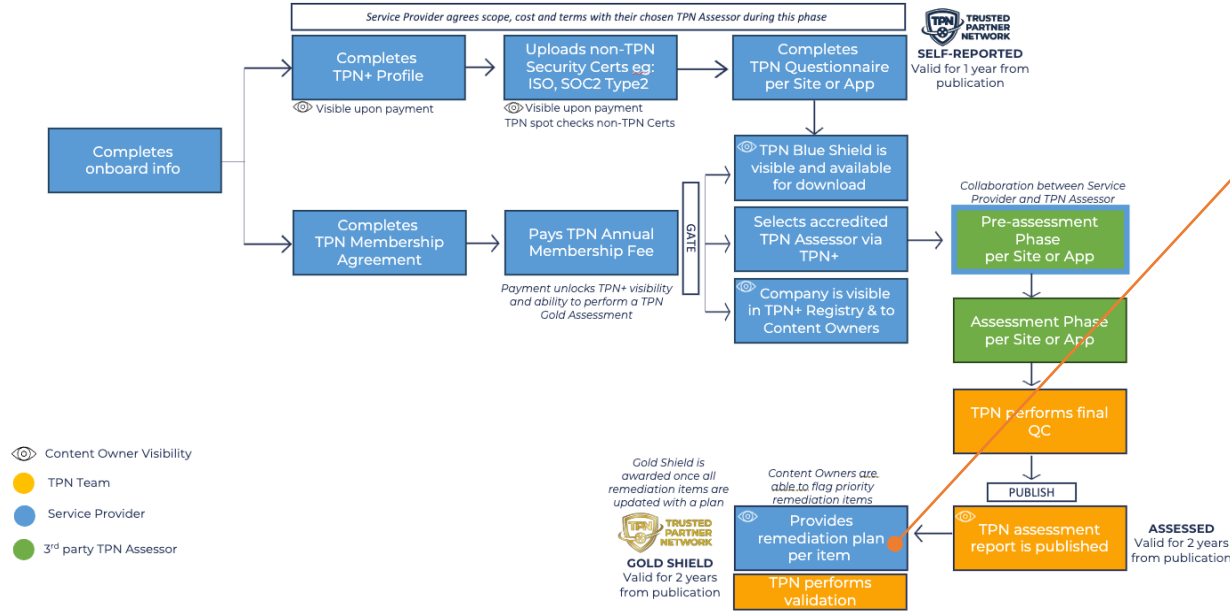 Service Provider agrees scope, cost and terms with their chosen TPN Assessor during this phase
TPN
TRUSTED
PARTNER
NETWORK
SELF-REPORTED
Valid for 1 year from
publication
Completes
TPN+ Profile
Visible upon payment
Uploads non-TPN
Security Certs eg:
ISO, SOC2 Type2
Visible upon payment
TPN spot checks non-TPN Certs
Completes
TPN Questionnaire
per Site or App
Completes
onboard info
TPN Blue Shield is
visible and available
for download
Completes
TPN Membership
Agreement
Pays TPN Annual
Membership Fee
Payment unlocks TPN+ visibility
and ability to perform a TPN
Gold Assessment
GATE
Selects accredited
TPN Assessor via
TPN+
Company is visible
in TPN+ Registry & to
Content Owners
Collaboration between Service
Provider and TPN Assessor
Pre-assessment
Phase
per Site or App
Assessment Phase
per Site or App
TPN performs final
QC
PUBLISH
TPN assessment
report is published
ASSESSED
Valid for 2 years
from publication
Content Owners are
able to flag priority
remediation items
Provides
remediation plan
per item
TPN performs
validation
Gold Shield is
awarded once all
remediation items are
updated with a plan
TPN
TRUSTED
PARTNER
NETWORK
GOLD SHIELD
Valid for 2 years
from publication
Content Owner Visibility
TPN Team
Service Provider
3rd party TPN Assessor